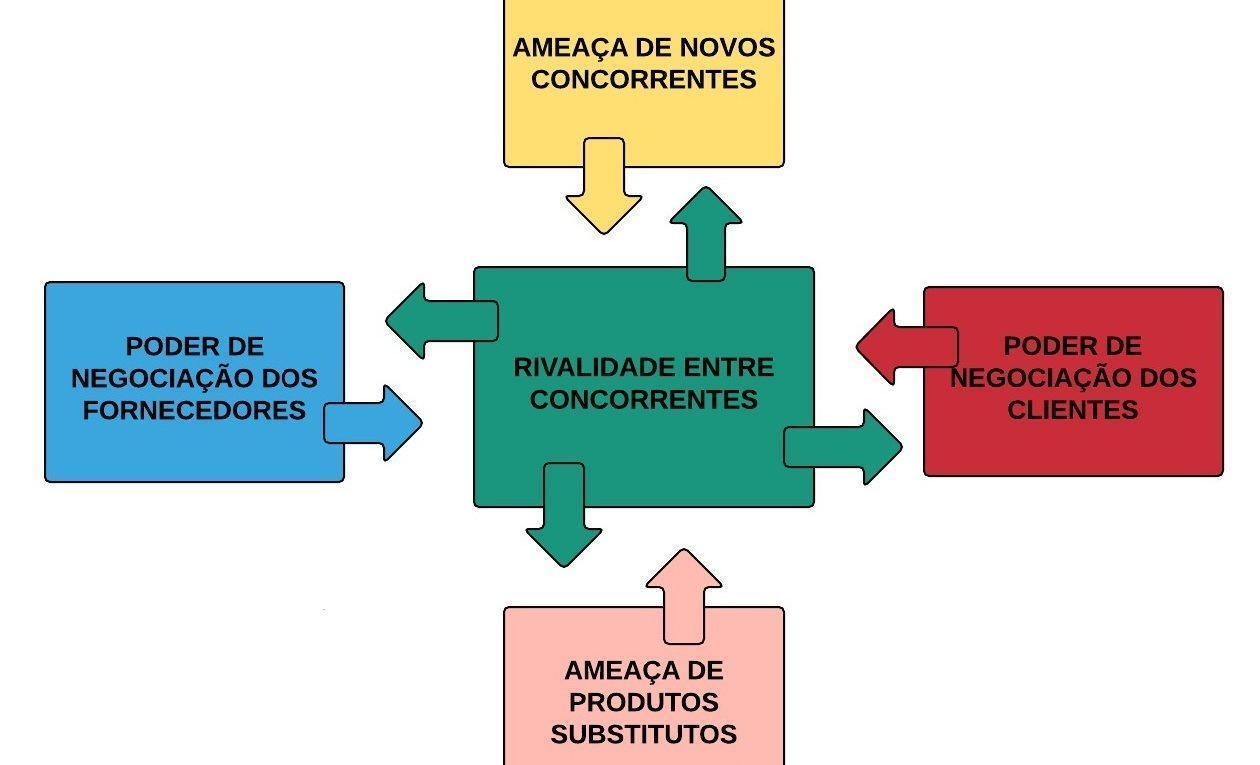 AMEAÇA DE NOVOS
CONCORRENTES
PODER DE
NEGOCIAÇÃO DOS
FORNECEDORES
RIVALIDADE ENTRE
CONCORRENTES
PODER DE
NEGOCIAÇÃO DOS
CLIENTES
AMEAÇA DE
PRODUTOS
SUBSTITUTOS